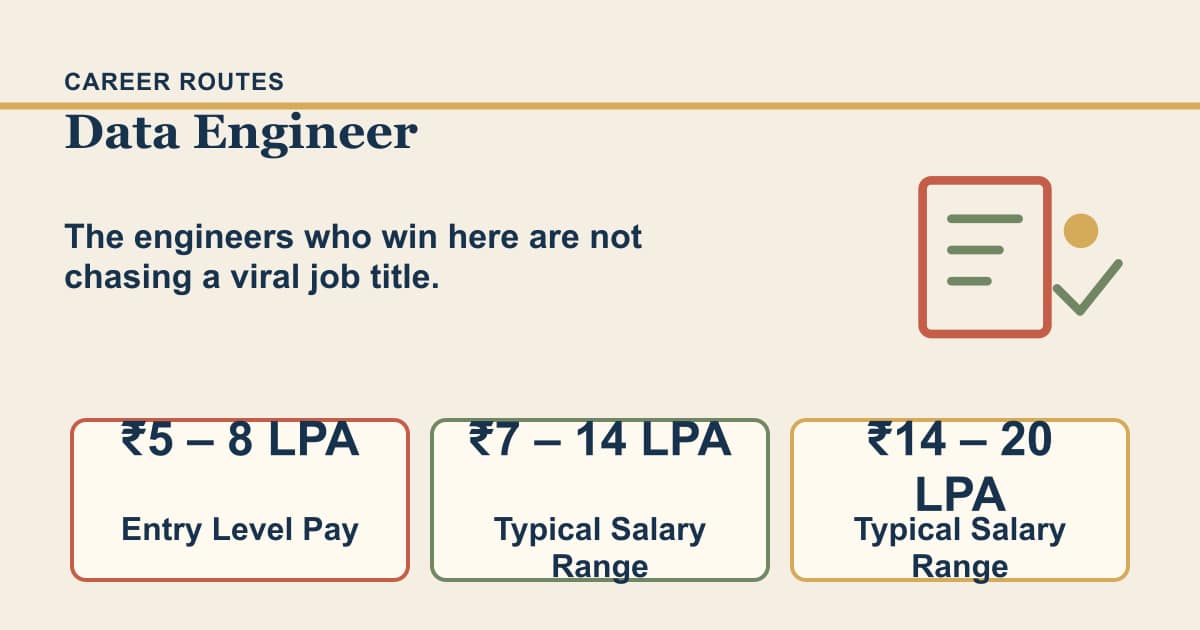 CAREER ROUTES
Data Engineer
The engineers who win here are not
chasing a viral job title.
₹5 – 8 LPA
Entry Level Pay
₹7 – 14 LPA
Typical Salary
Range
₹14 – 20
LPA
Typical Salary
Range